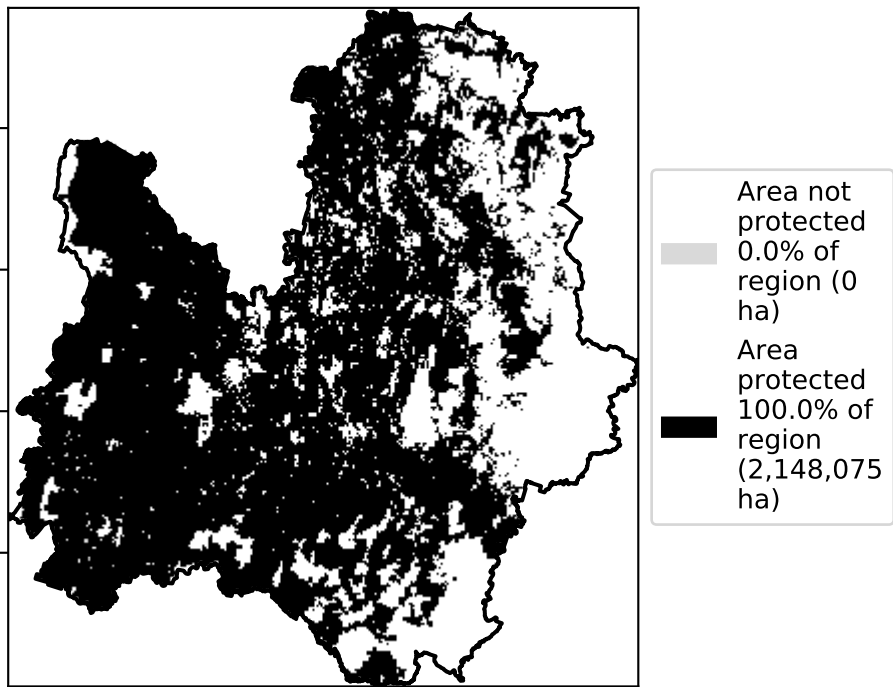 Area not
protected
0.0% of
region (0
ha)
Area
protected
100.0% of
region
(2,148,075
ha)